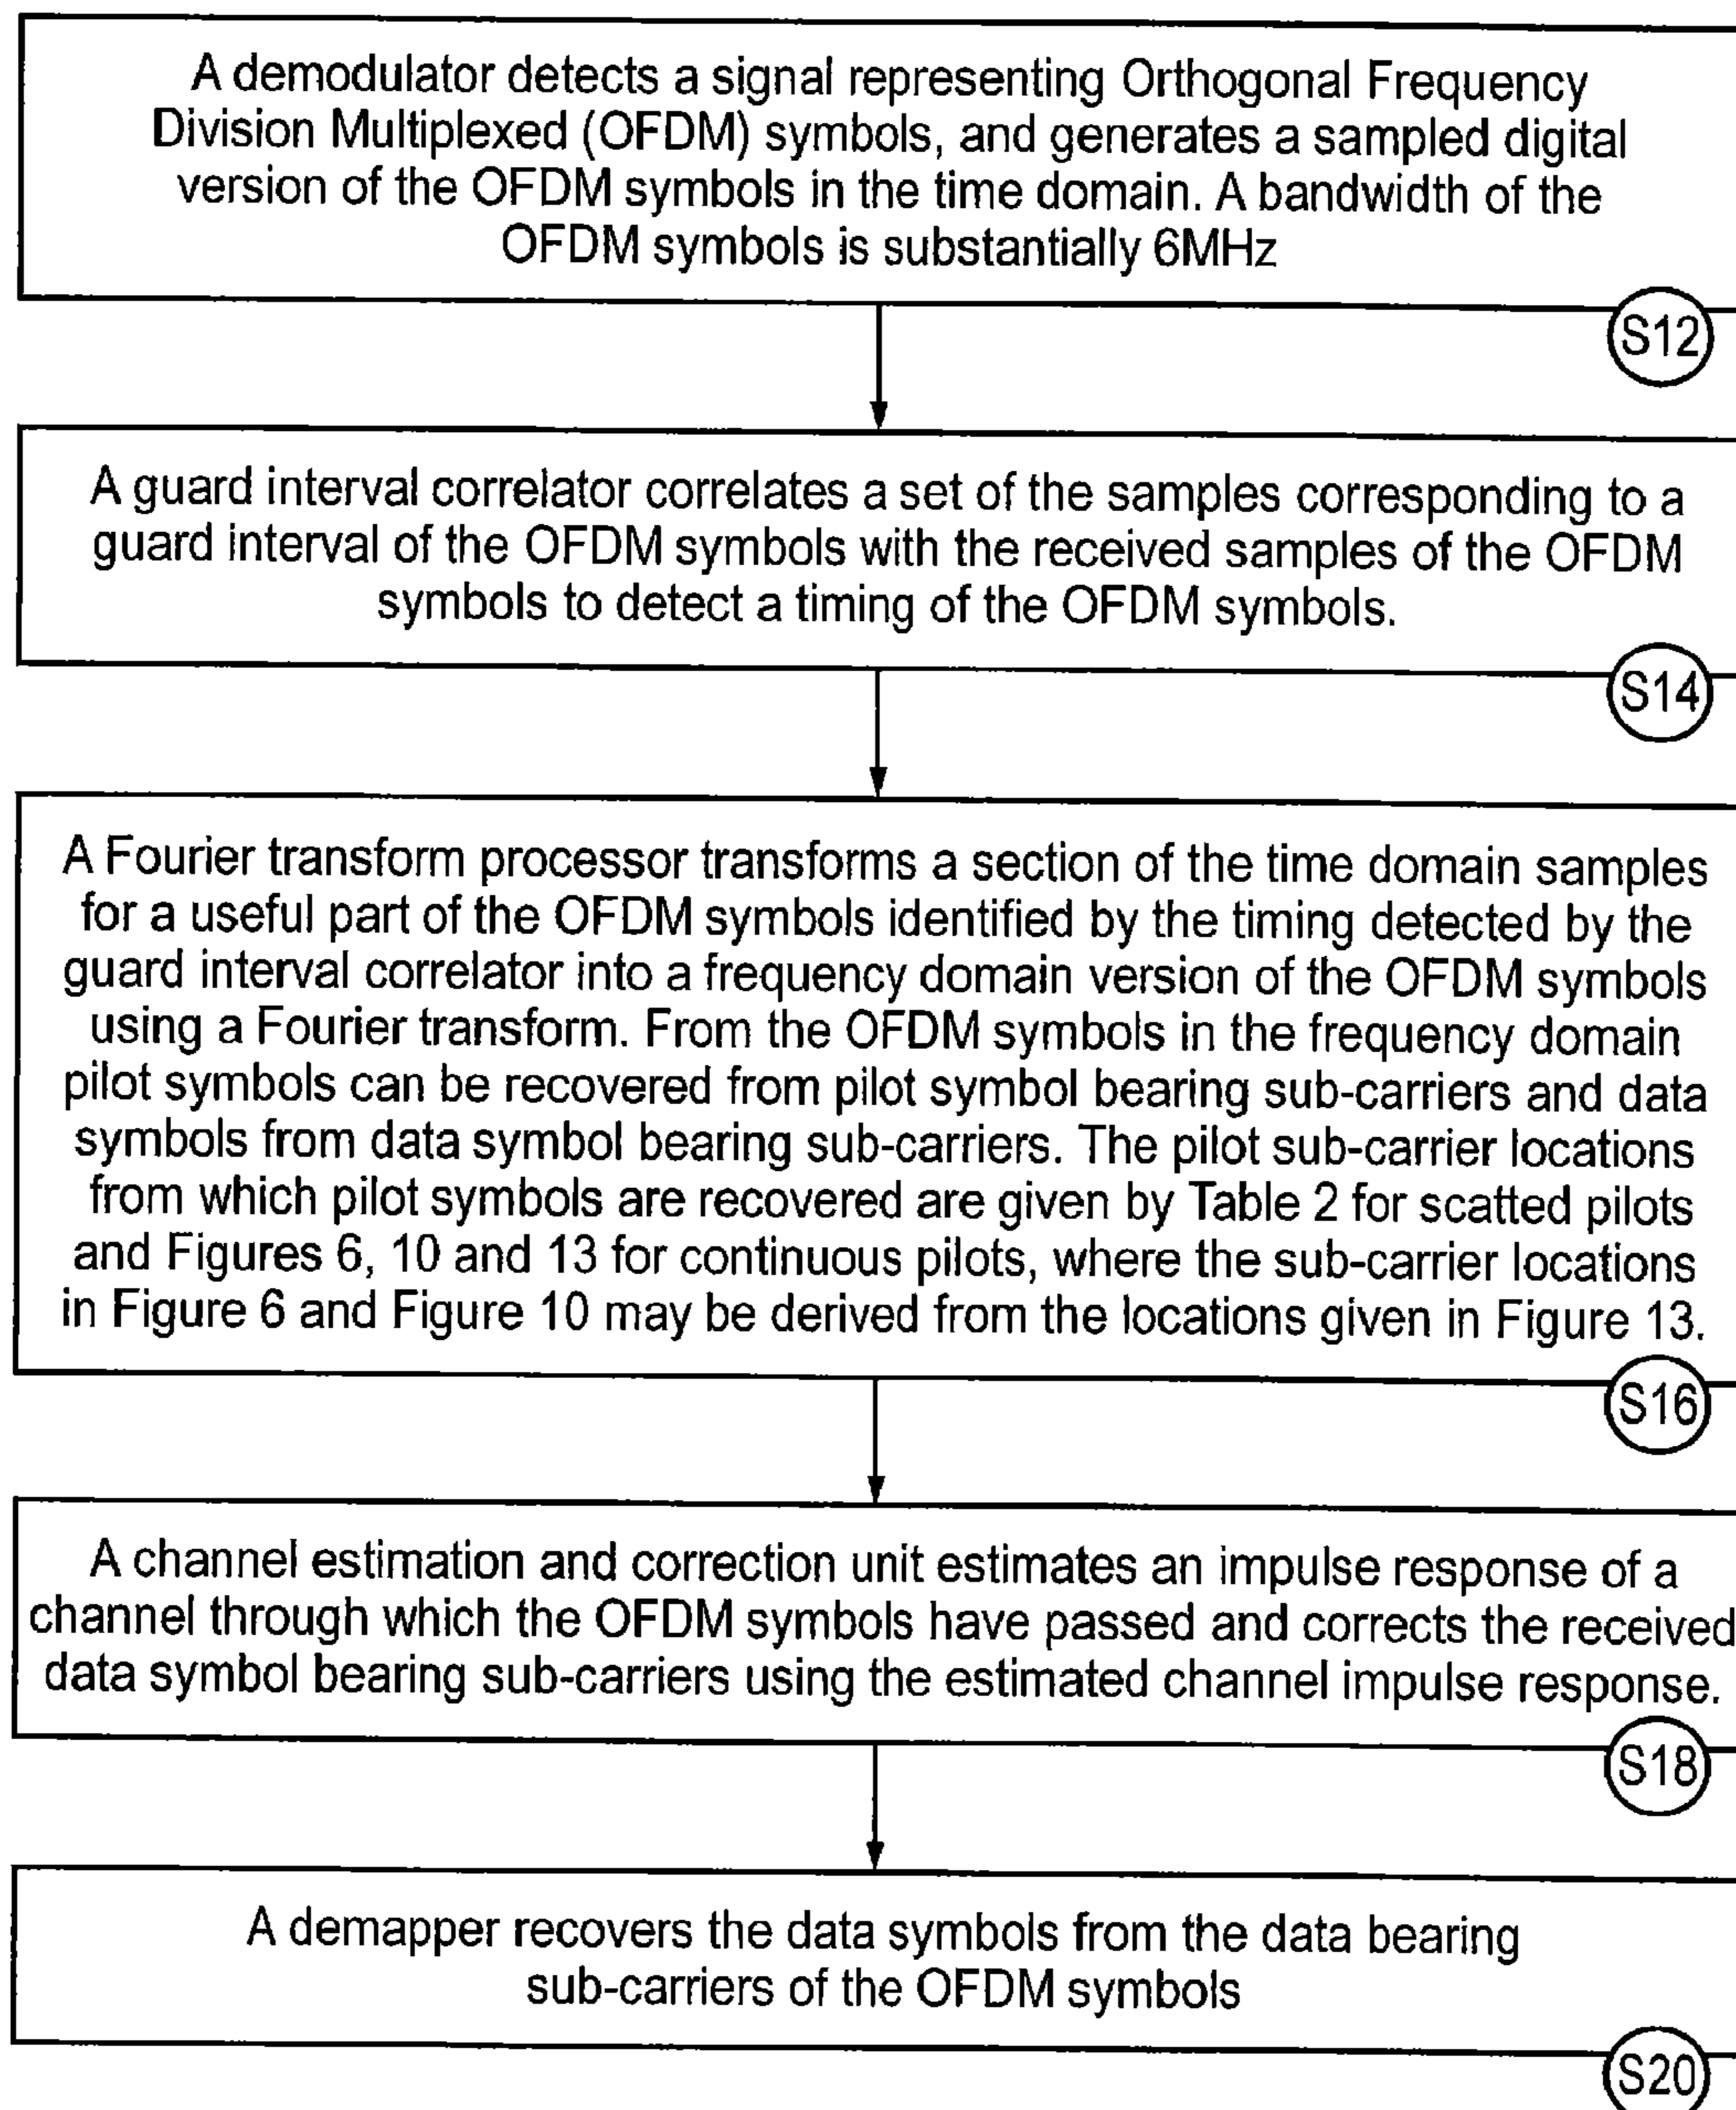 A demodulator detects a signal representing Orthogonal Frequency
Division Multiplexed (OFDM) symbols, and generates a sampled digital
version of the OFDM symbols in the time domain. A bandwidth of the
OFDM symbols is substantially 6MHz
S12
A guard interval correlator correlates a set of the samples corresponding to a
guard interval of the OFDM symbols with the received samples of the OFDM
symbols to detect a timing of the OFDM symbols.
S14
A Fourier transform processor transforms a section of the time domain samples
for a useful part of the OFDM symbols identified by the timing detected by the
guard interval correlator into a frequency domain version of the OFDM symbols
using a Fourier transform. From the OFDM symbols in the frequency domain
pilot symbols can be recovered from pilot symbol bearing sub-carriers and data
symbols from data symbol bearing sub-carriers. The pilot sub-carrier locations
from which pilot symbols are recovered are given by Table 2 for scatted pilots
and Figures 6, 10 and 13 for continuous pilots, where the sub-carrier locations
in Figure 6 and Figure 10 may be derived from the locations given in Figure 13.
S16
A channel estimation and correction unit estimates an impulse response of a
channel through which the OFDM symbols have passed and corrects the received
data symbol bearing sub-carriers using the estimated channel impulse response.
S18
A demapper recovers the data symbols from the data bearing
sub-carriers of the OFDM symbols
S20